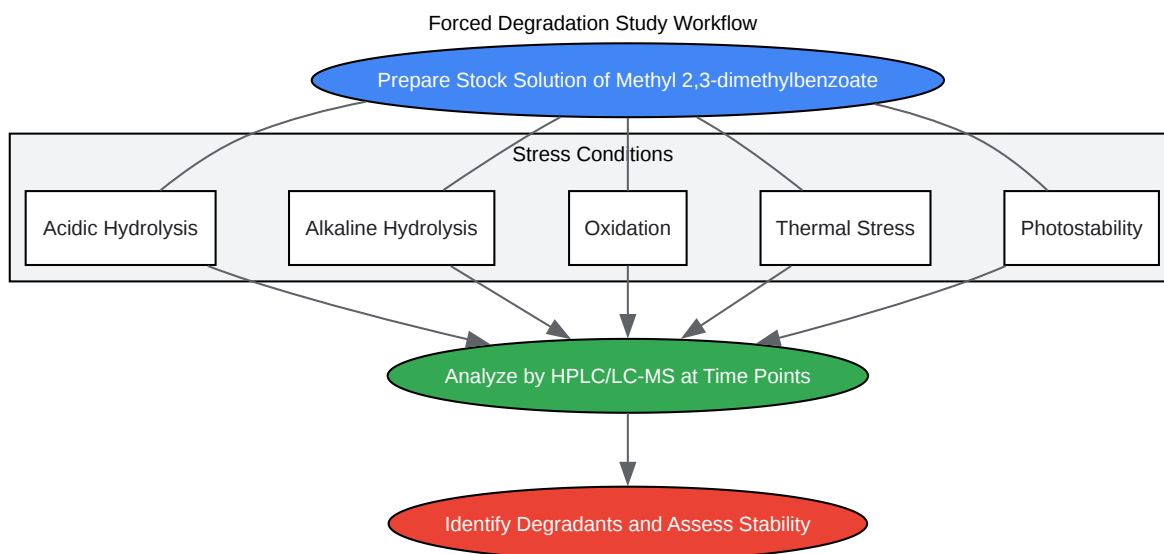 Forced Degradation Study Workflow
Prepare Stock Solution of Methyl 2,3-dimethylbenzoate
Stress Conditions
Acidic Hydrolysis
Alkaline Hydrolysis
Oxidation
Thermal Stress
Photostability
Analyze by HPLC/LC-MS at Time Points
Identify Degradants and Assess Stability